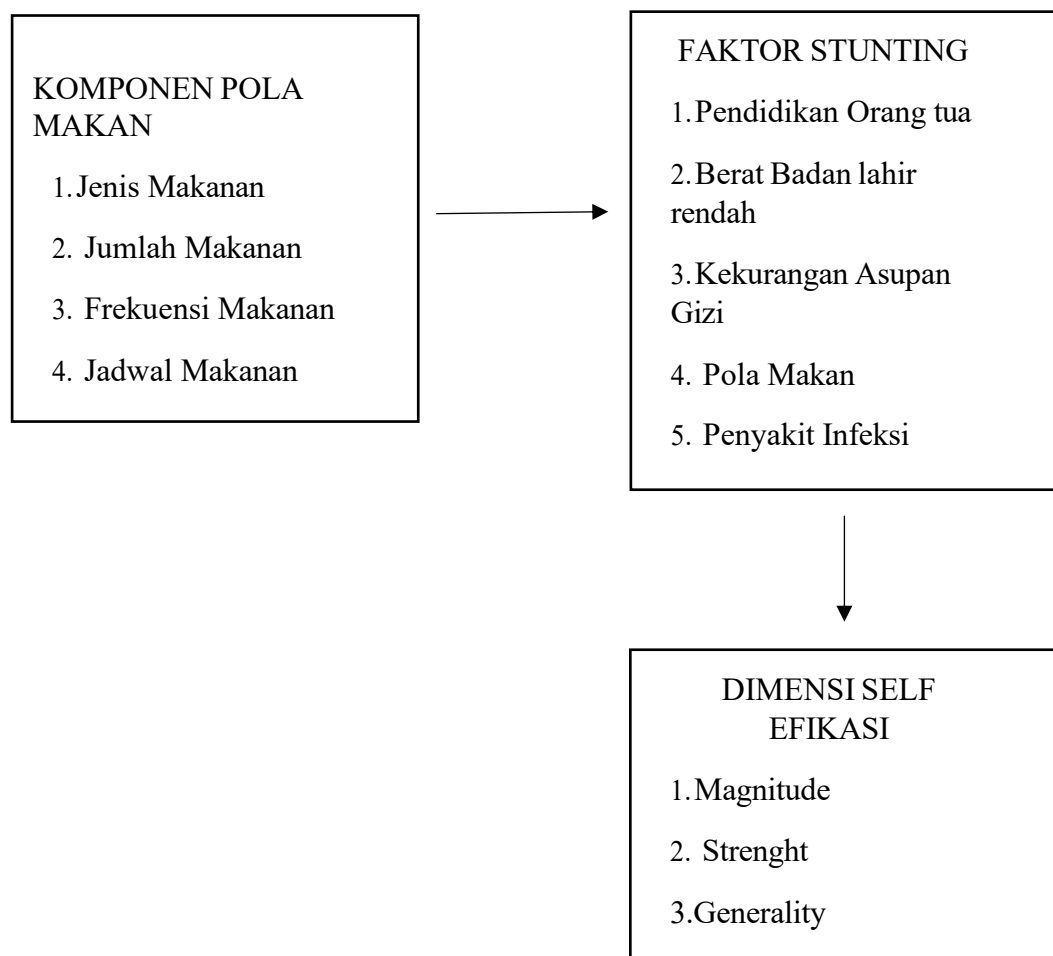 KOMPONEN POLA
MAKAN
1.Jenis Makanan
2. Jumlah Makanan
3. Frekuensi Makanan
4. Jadwal Makanan
FAKTOR STUNTING
1.Pendidikan Orang tua
2.Berat Badan lahir
rendah
3.Kekurangan Asupan
Gizi
4. Pola Makan
5. Penyakit Infeksi
DIMENSI SELF
EFIKASI
1.Magnitude
2. Strenght
3.Generality